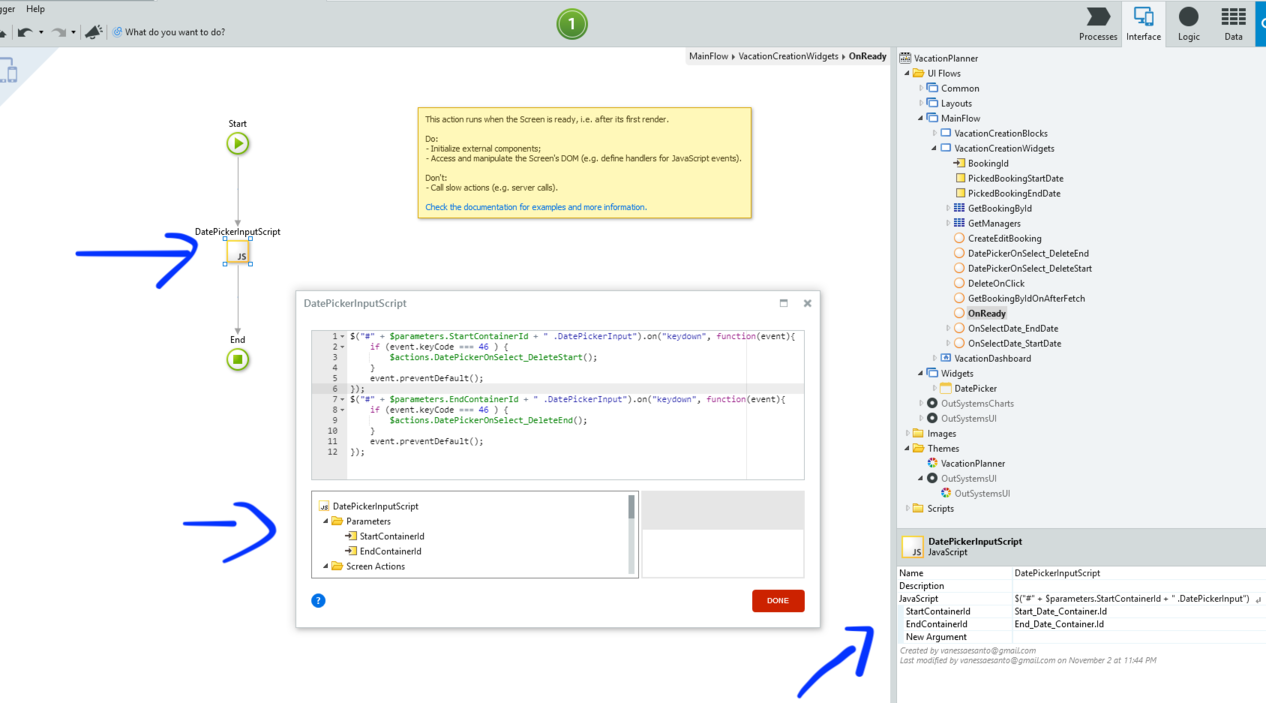 gger Help
What do you want to do?
1
Processes
Interface
Logic
Data
MainFlow VacationCreationWidgets OnReady
Start
This action runs when the Screen is ready, i.e. after its first render.
Do:
- Initialize external components;
- Access and manipulate the Screen's DOM (e.g. define handlers for JavaScript events).
Don't:
- Call slow actions (e.g. server calls).
Check the documentation for examples and more information.
DatePickerInputScript
JS
End
DatePickerInputScript
1 $("#" + $parameters.StartContainerId + " .DatePickerInput").on("keydown", function(event){
2 if (event.keyCode === 46 ) {
3 $actions.DatePickerOnSelect_DeleteStart();
4 }
5 event.preventDefault();
6 });
7 $("#" + $parameters.EndContainerId + " .DatePickerInput").on("keydown", function(event){
8 if (event.keyCode === 46 ) {
9 $actions.DatePickerOnSelect_DeleteEnd();
10 }
11 event.preventDefault();
12 });
JS DatePickerInputScript
Parameters
StartContainerId
EndContainerId
Screen Actions
?
DONE
VacationPlanner
UI Flows
Common
Layouts
MainFlow
VacationCreationBlocks
VacationCreationWidgets
BookingId
PickedBookingStartDate
PickedBookingEndDate
GetBookingById
GetManagers
CreateEditBooking
DatePickerOnSelect_DeleteEnd
DatePickerOnSelect_DeleteStart
DeleteOnClick
GetBookingByIdOnAfterFetch
OnReady
OnSelectDate_EndDate
OnSelectDate_StartDate
VacationDashboard
Widgets
DatePicker
OutSystemsCharts
OutSystemsUI
Images
Themes
VacationPlanner
OutSystemsUI
OutSystemsUI
Scripts
JS
DatePickerInputScript
JavaScript
Name DatePickerInputScript
Description
JavaScript $("#" + $parameters.StartContainerId + " .DatePickerInput")
StartContainerId Start_Date_Container.Id
EndContainerId End_Date_Container.Id
New Argument
Created by vanessaesanto@gmail.com
Last modified by vanessaesanto@gmail.com on November 2 at 11:44 PM